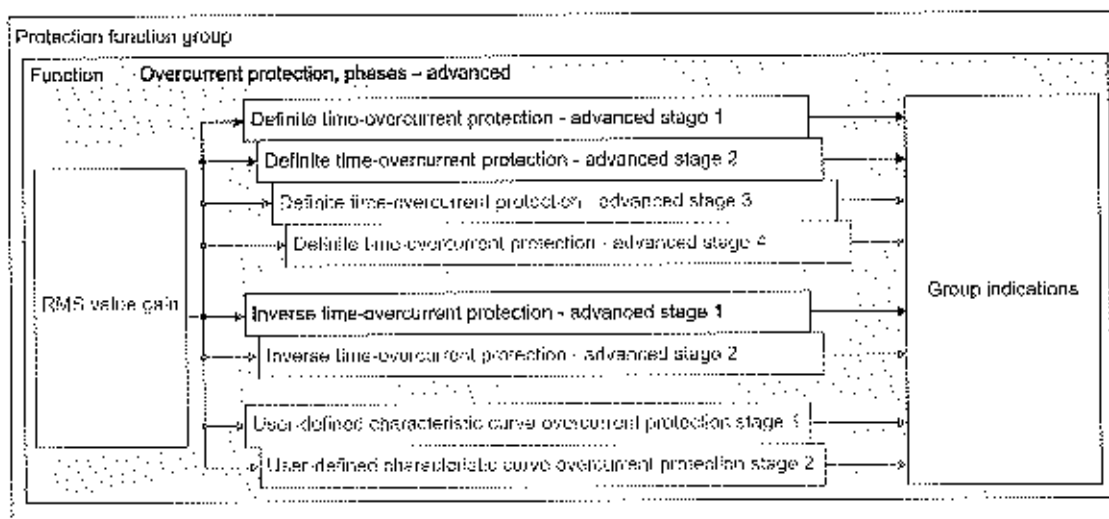 Protection function group
Function Overcurrent protection, phases – advanced
Definite time-overcurrent protection - advanced stage 1
Definite time-overcurrent protection - advanced stage 2
Definite time-overcurrent protection - advanced stage 3
Definite time-overcurrent protection - advanced stage 4
RMS value gain
Group indications
Inverse time-overcurrent protection - advanced stage 1
Inverse time-overcurrent protection - advanced stage 2
User-defined characteristic curve overcurrent protection stage 1
User-defined characteristic curve overcurrent protection stage 2